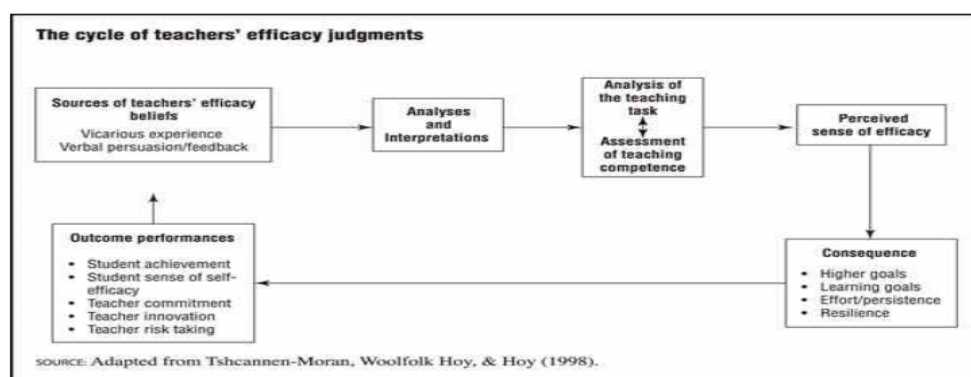 The cycle of teachers' efficacy judgments
Sources of teachers' efficacy
beliefs
Vicarious experience
Verbal persuasion/feedback
Analyses
and
Interpretations
Analysis of
the teaching
task
Assessment
of teaching
competence
Perceived
sense of efficacy
Outcome performances
• Student achievement
• Student sense of self-
efficacy
• Teacher commitment
• Teacher innovation
• Teacher risk taking
Consequence
• Higher goals
• Learning goals
• Effort/persistence
• Resilience
SOURCE: Adapted from Tshcannen-Moran, Woolfolk Hoy, & Hoy (1998).